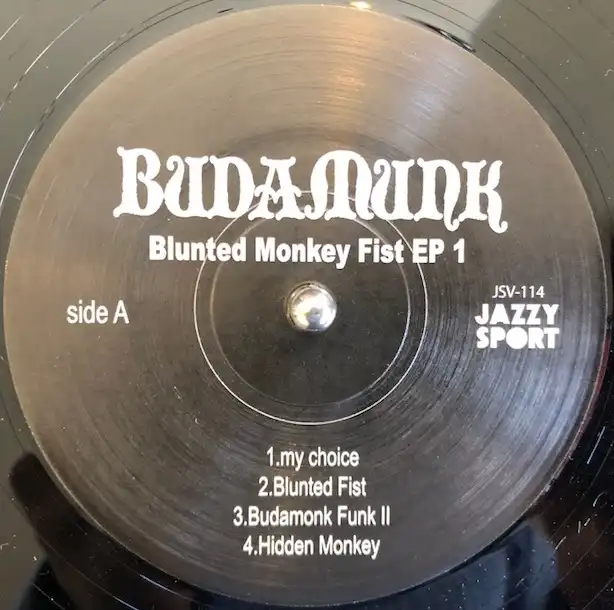 BUDAMUNK
Blunted Monkey Fist EP 1
side A
JSV-114
JAZZY
SPORT
1.my choice
2.Blunted Fist
3.Budamonk Funk II
4.Hidden Monkey